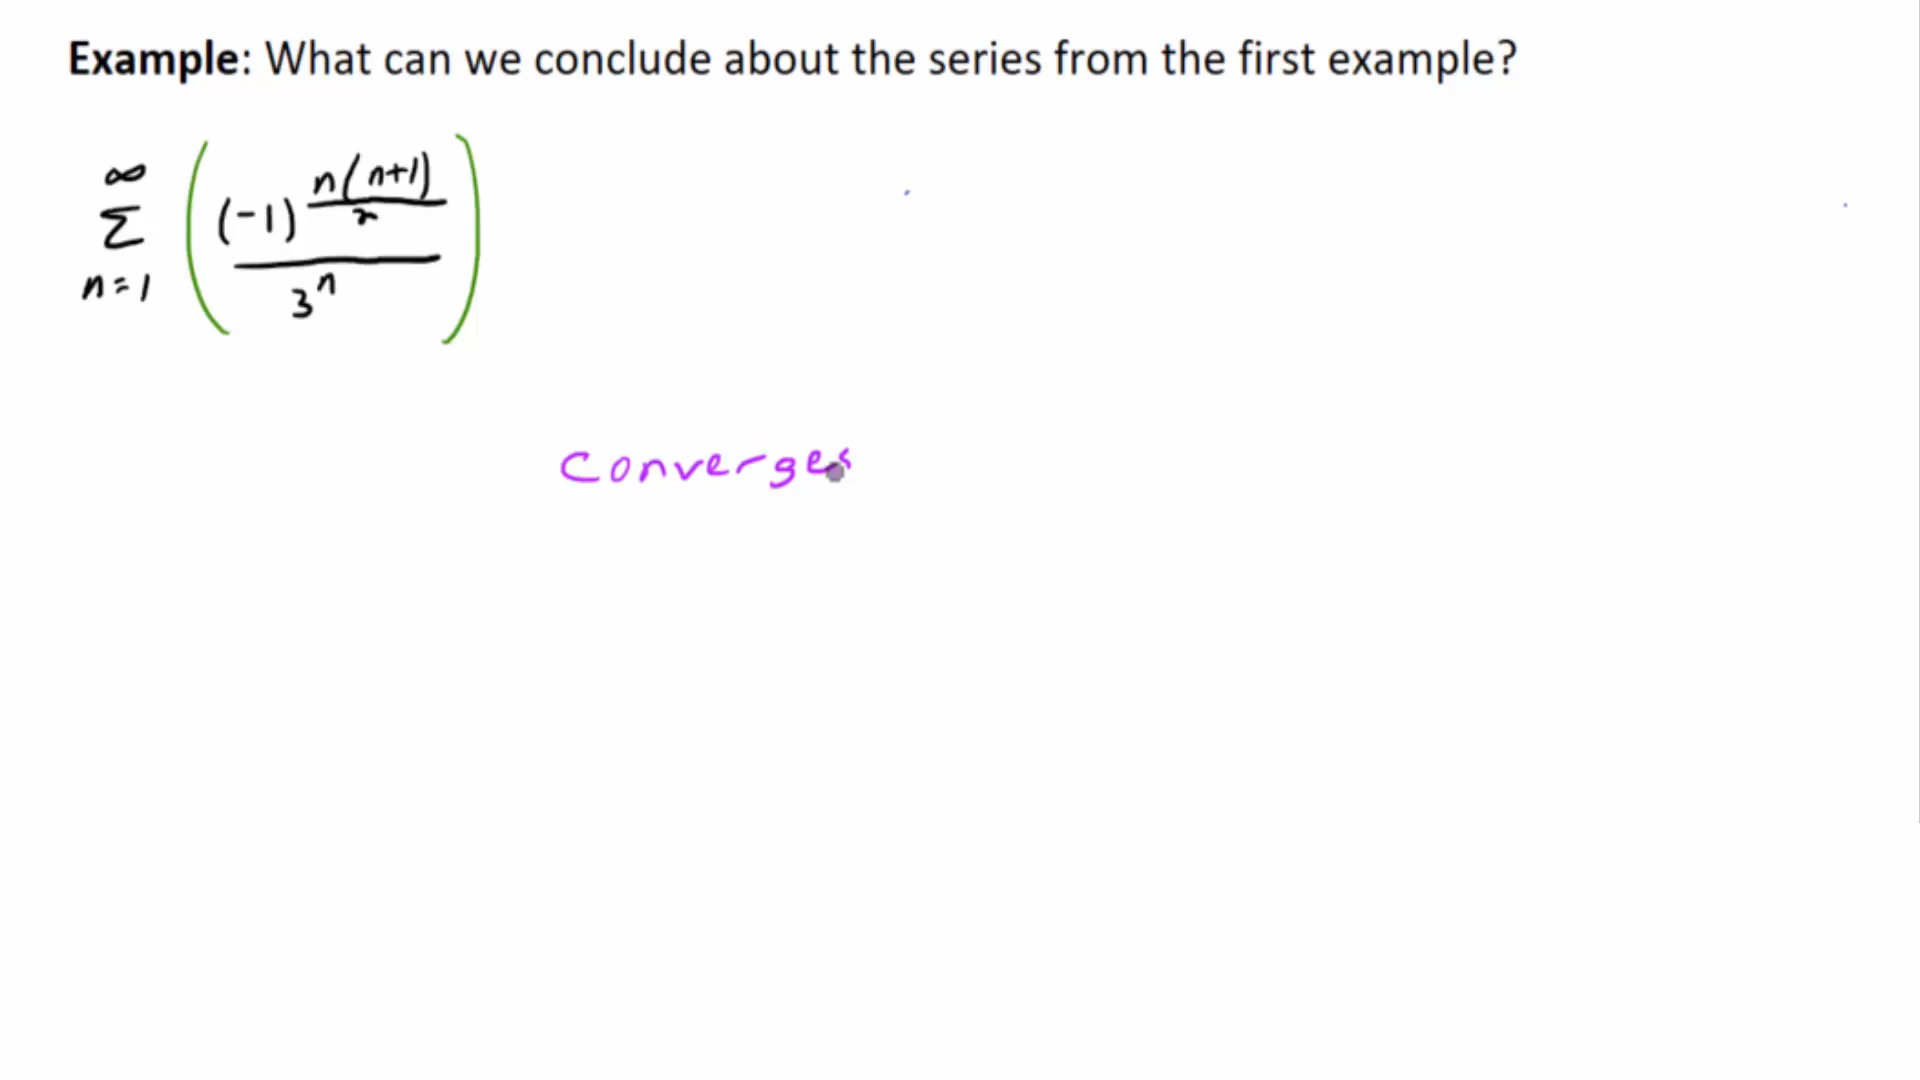 Example: What can we conclude about the series from the first example?
∞
Σ
n=1
( (-1)^(n(n+1)/2) / 3^n )
Converges